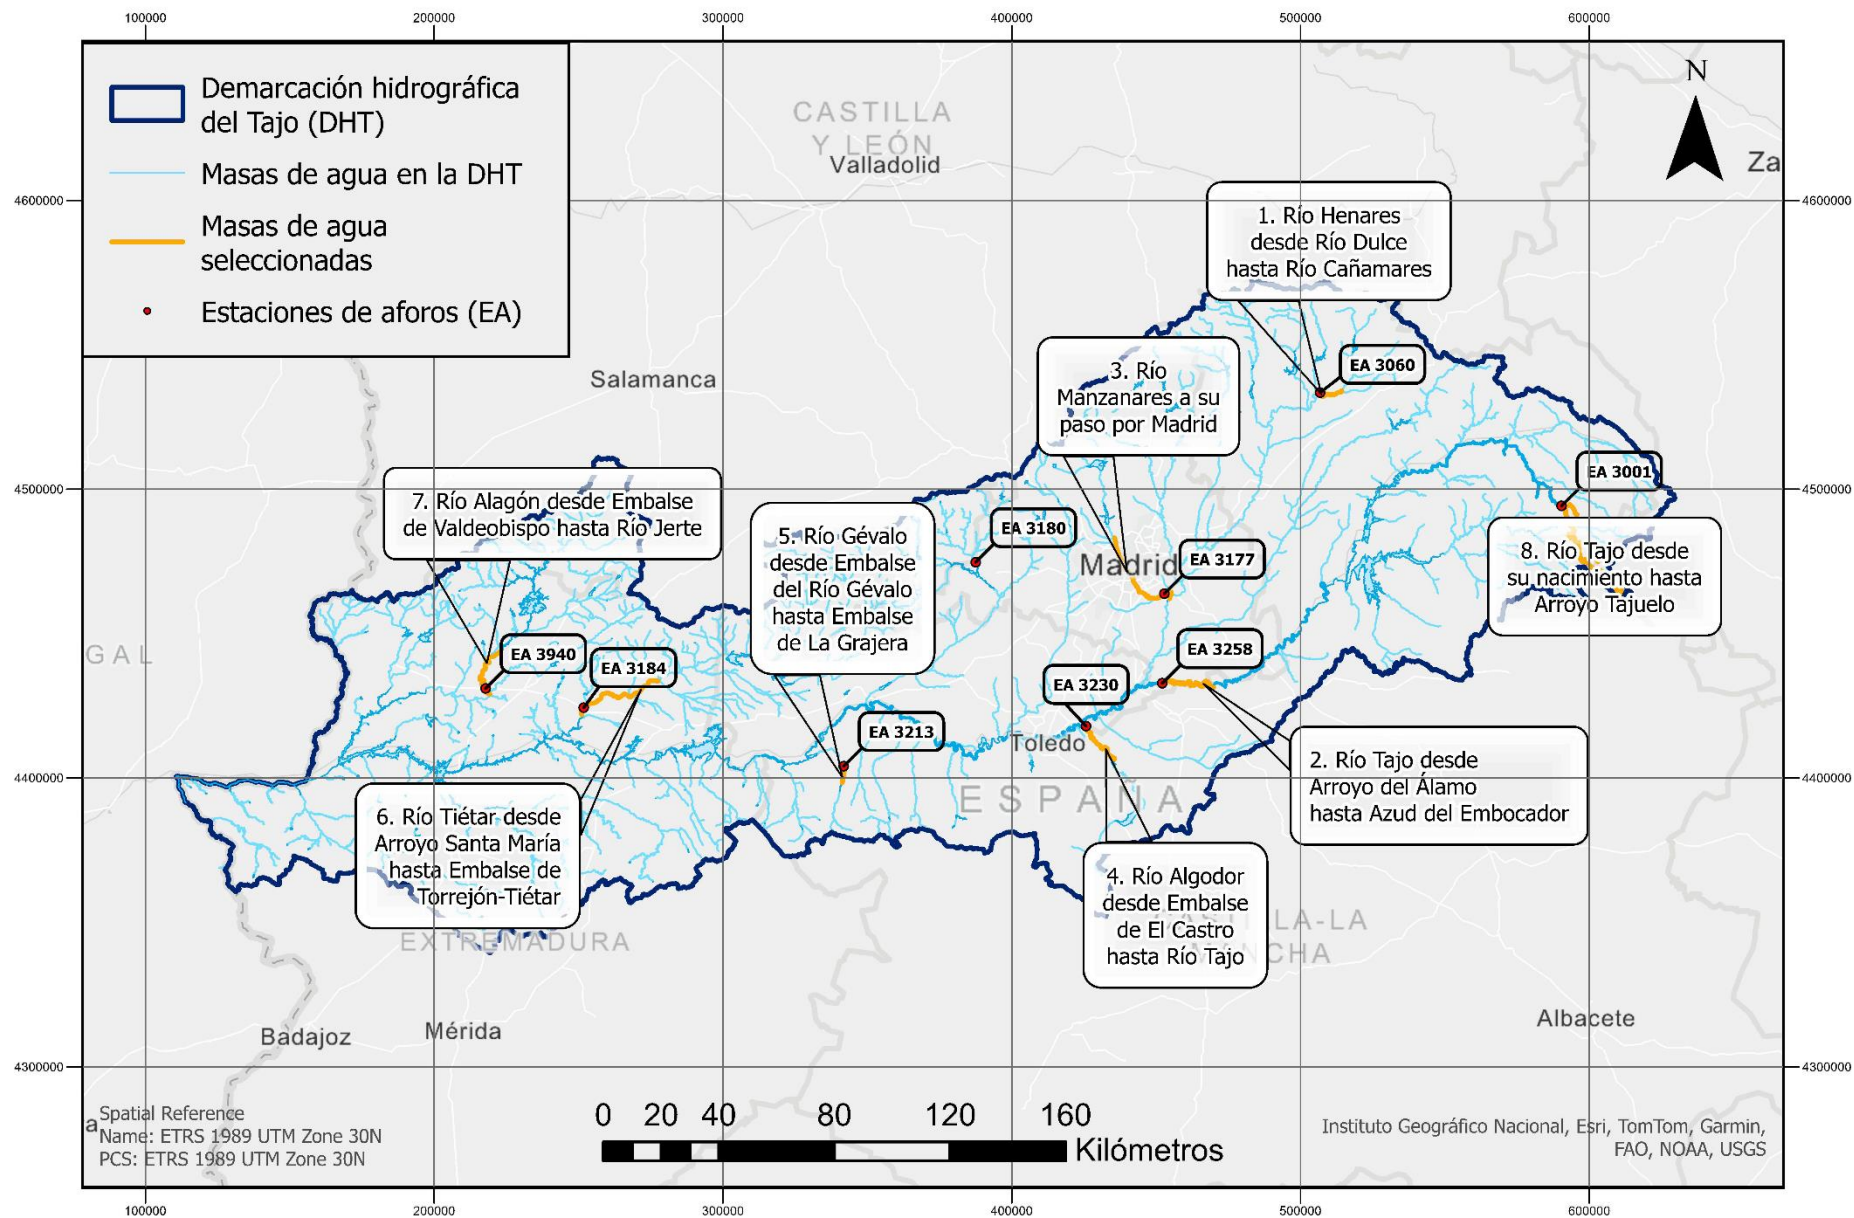 100000
200000
300000
400000
500000
600000
Demarcación hidrográfica
del Tajo (DHT)
Masas de agua en la DHT
Masas de agua
seleccionadas
Estaciones de aforos (EA)
N
CASTILLA
Y LEÓN
Valladolid
Za
4600000
4600000
1. Río Henares
desde Río Dulce
hasta Río Cañamares
EA 3060
Salamanca
3. Río
Manzanares a su
paso por Madrid
EA 3001
4500000
4500000
7. Río Alagón desde Embalse
de Valdeobispo hasta Río Jerte
5. Río Gévalo
desde Embalse
del Río Gévalo
hasta Embalse
de La Grajera
EA 3180
Madrid
EA 3177
8. Río Tajo desde
su nacimiento hasta
Arroyo Tajuelo
GAL
EA 3940
EA 3184
EA 3258
EA 3230
EA 3213
Toledo
4400000
4400000
ESPAÑA
2. Río Tajo desde
Arroyo del Álamo
hasta Azud del Embocador
6. Río Tiétar desde
Arroyo Santa María
hasta Embalse de
Torrejón-Tiétar
4. Río Algodor
desde Embalse
de El Castro
hasta Río Tajo
EXTREMADURA
LA-LA
CHA
Badajoz
Mérida
Albacete
4300000
4300000
a
Spatial Reference
Name: ETRS 1989 UTM Zone 30N
PCS: ETRS 1989 UTM Zone 30N
0 20 40 80 120 160
Kilómetros
Instituto Geográfico Nacional, Esri, TomTom, Garmin,
FAO, NOAA, USGS
100000
200000
300000
400000
500000
600000